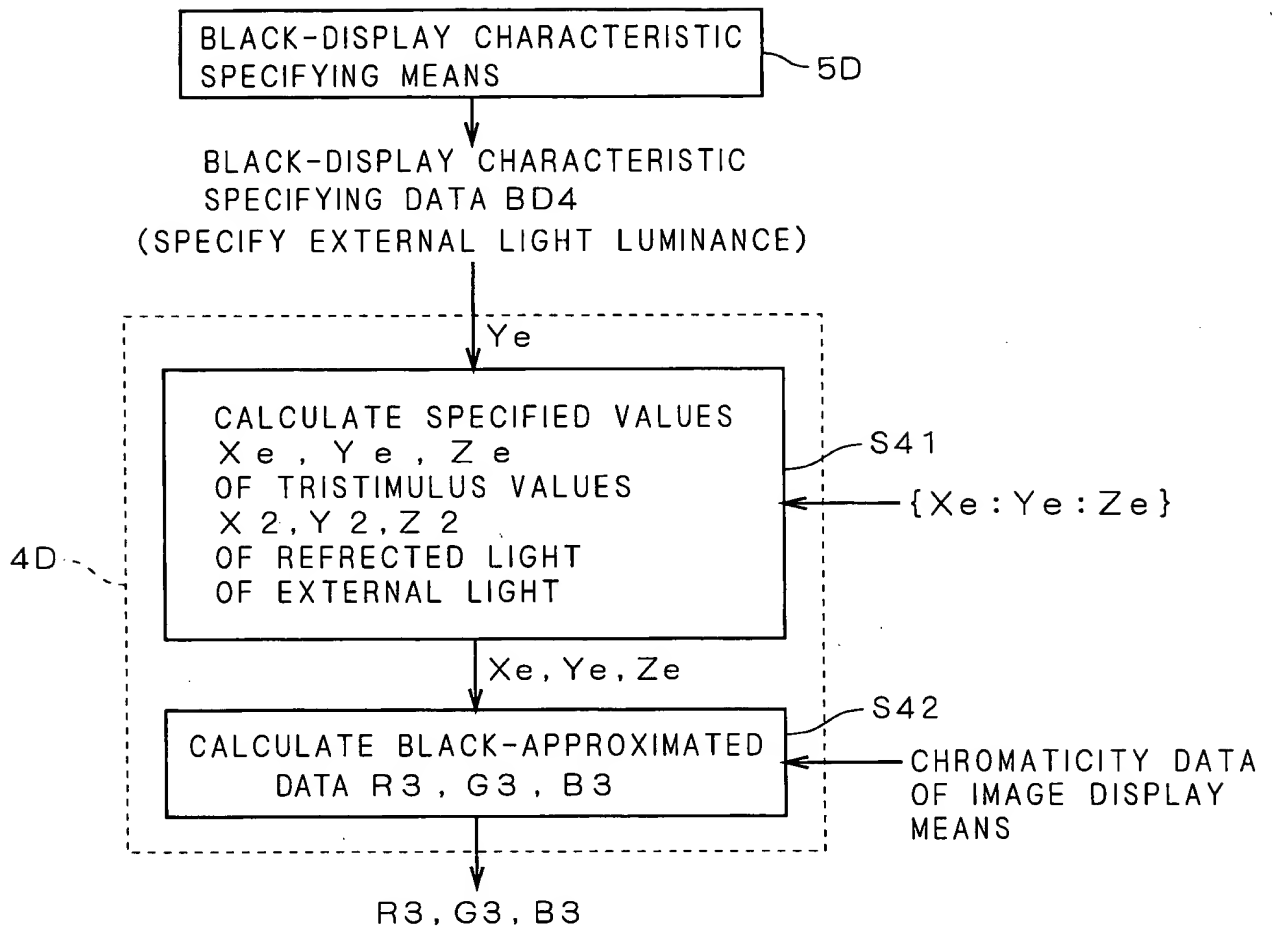 BLACK-DISPLAY CHARACTERISTIC
SPECIFYING MEANS
5D
BLACK-DISPLAY CHARACTERISTIC
SPECIFYING DATA BD4
(SPECIFY EXTERNAL LIGHT LUMINANCE)
Ye
CALCULATE SPECIFIED VALUES
Xe, Ye, Ze
OF TRISTIMULUS VALUES
X2, Y2, Z2
OF REFRECTED LIGHT
OF EXTERNAL LIGHT
S41
{Xe:Ye:Ze}
4D
Xe, Ye, Ze
S42
CALCULATE BLACK-APPROXIMATED
DATA R3, G3, B3
CHROMATICITY DATA
OF IMAGE DISPLAY
MEANS
R3, G3, B3